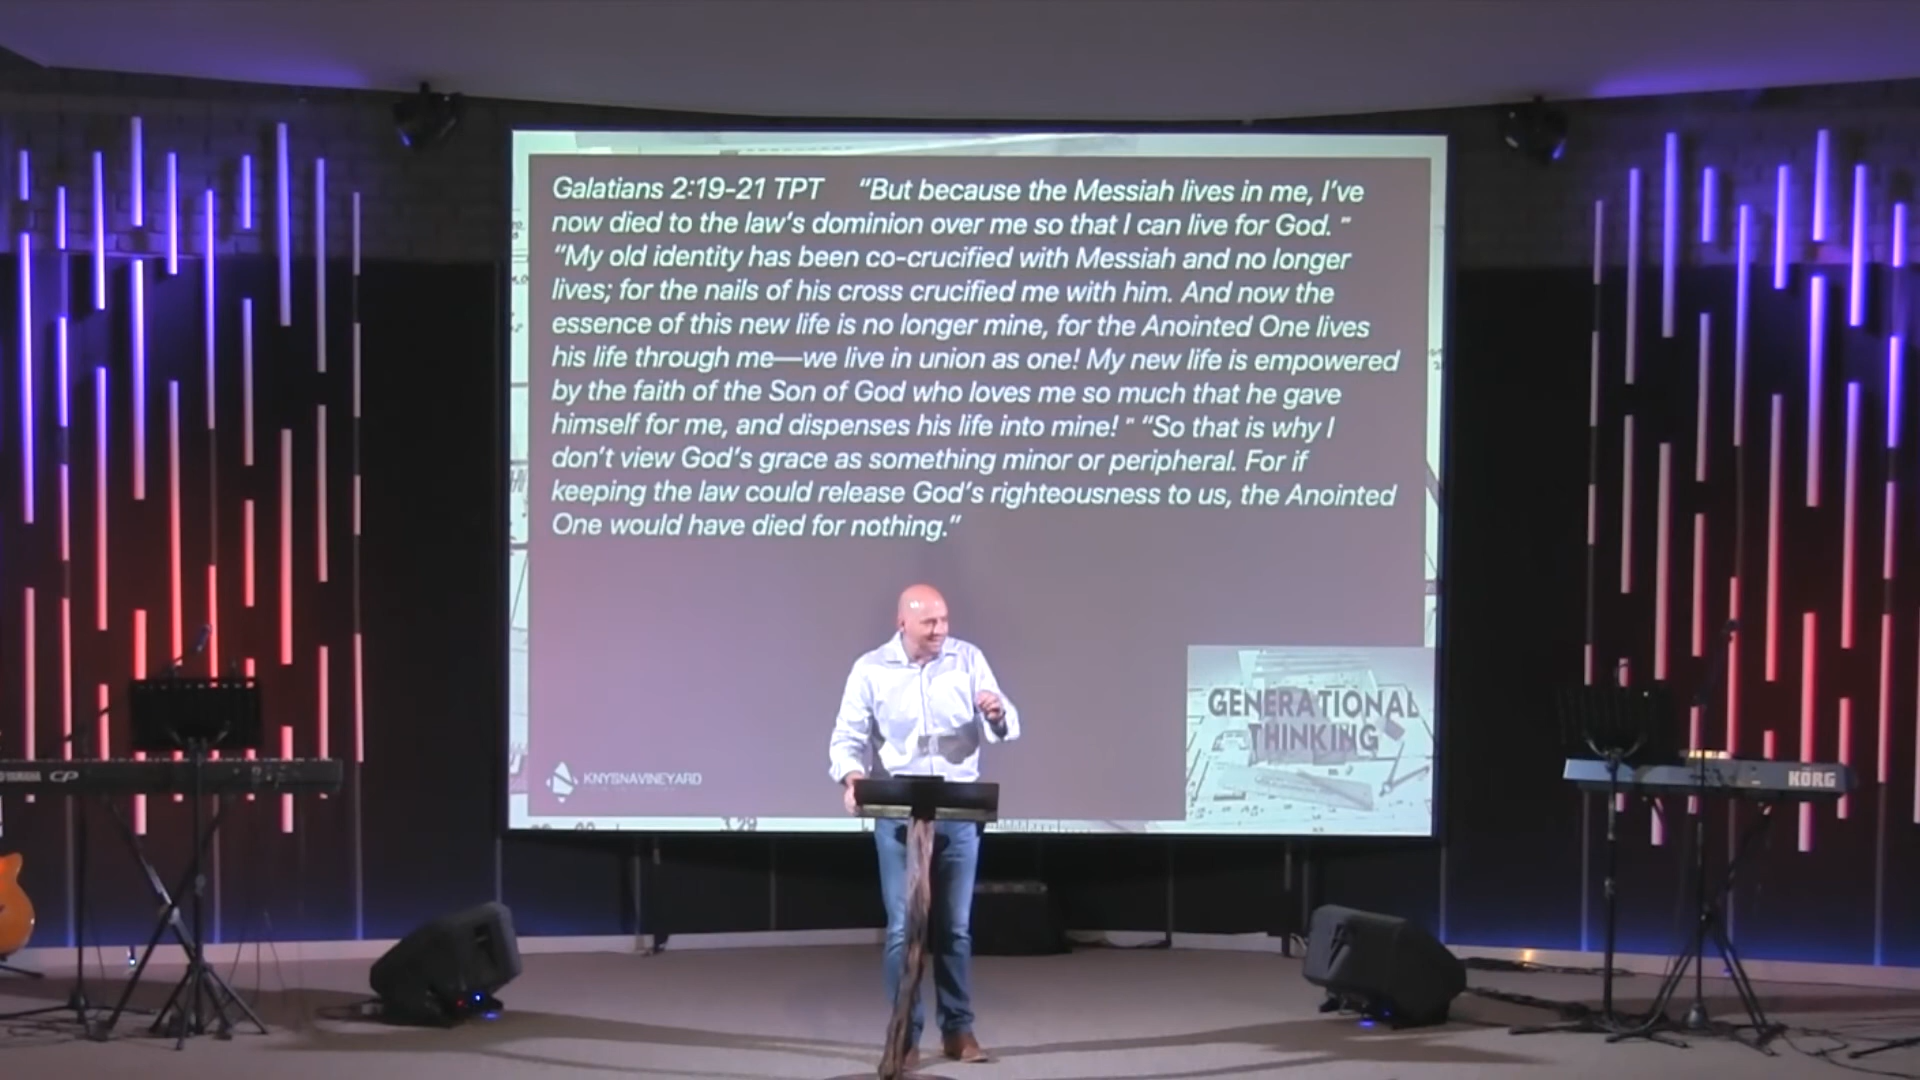 Galatians 2:19-21 TPT “But because the Messiah lives in me, I’ve
now died to the law’s dominion over me so that I can live for God. ”
“My old identity has been co-crucified with Messiah and no longer
lives; for the nails of his cross crucified me with him. And now the
essence of this new life is no longer mine, for the Anointed One lives
his life through me—we live in union as one! My new life is empowered
by the faith of the Son of God who loves me so much that he gave
himself for me, and dispenses his life into mine! ” “So that is why I
don’t view God’s grace as something minor or peripheral. For if
keeping the law could release God’s righteousness to us, the Anointed
One would have died for nothing.”
GENERATIONAL
THINKING
KNYSNAVINEYARD
YAMAHA CP
KORG
3.29